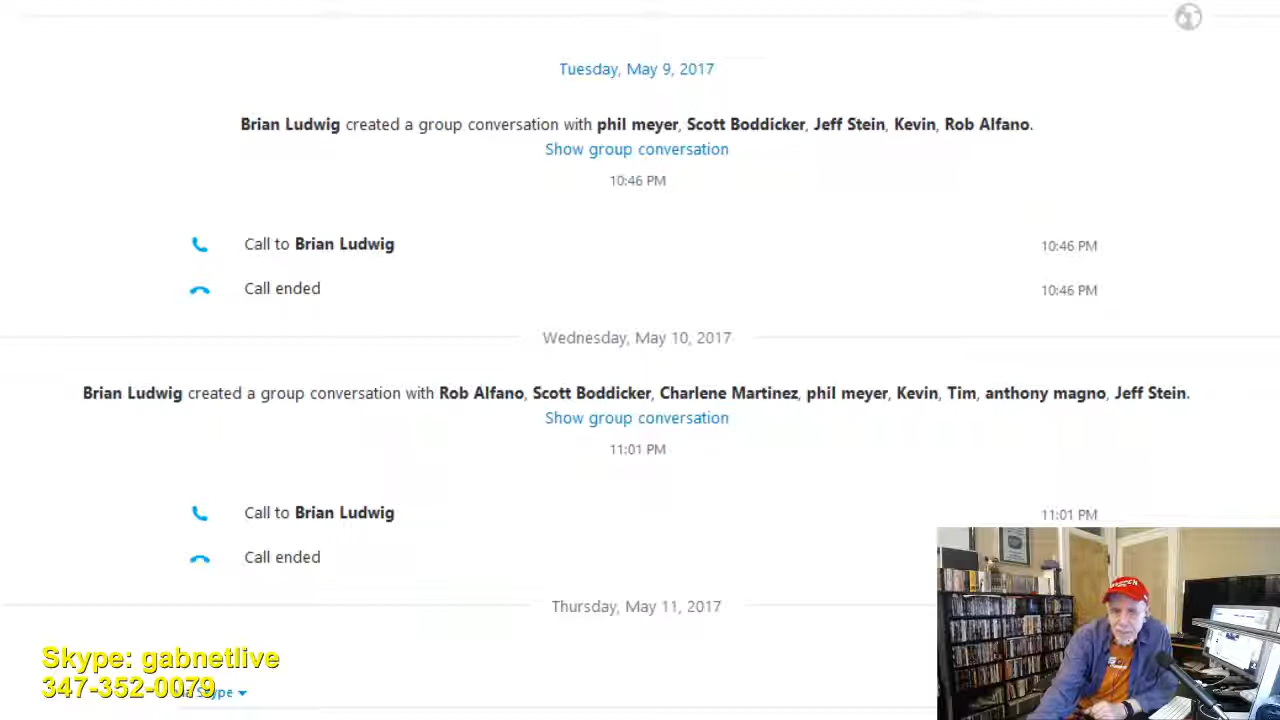 Tuesday, May 9, 2017
Brian Ludwig created a group conversation with phil meyer, Scott Boddicker, Jeff Stein, Kevin, Rob Alfano.
Show group conversation
10:46 PM
Call to Brian Ludwig 10:46 PM
Call ended 10:46 PM
Wednesday, May 10, 2017
Brian Ludwig created a group conversation with Rob Alfano, Scott Boddicker, Charlene Martinez, phil meyer, Kevin, Tim, anthony magno, Jeff Stein.
Show group conversation
11:01 PM
Call to Brian Ludwig 11:01 PM
Call ended
Thursday, May 11, 2017
Skype: gabnetlive
347-352-0079
Skype